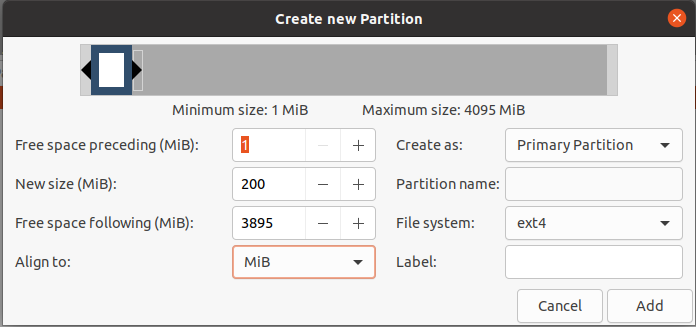 Create new Partition
Minimum size: 1 MiB Maximum size: 4095 MiB
Free space preceding (MiB): 1 Create as: Primary Partition
New size (MiB): 200 Partition name:
Free space following (MiB): 3895 File system: ext4
Align to: MiB Label:
Cancel Add